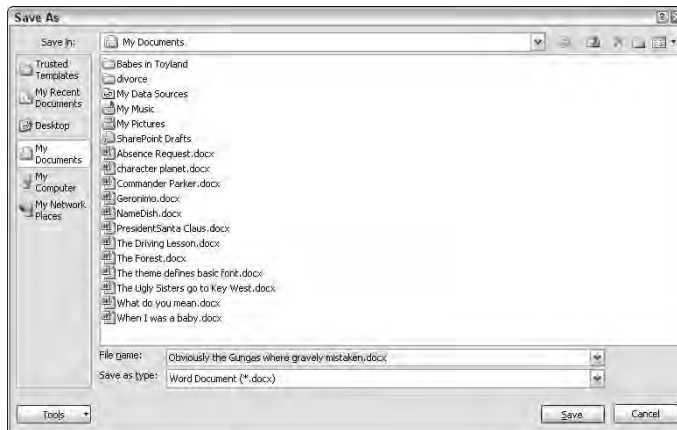 Save As
Save in:
My Documents
Trusted
Templates
My Recent
Documents
Desktop
My
Documents
My
Computer
My Network
Places
Babes in Toyland
divorce
My Data Sources
My Music
My Pictures
SharePoint Drafts
Absence Request.docx
character planet.docx
Commander Parker.docx
Geronimo.docx
NameDish.docx
PresidentSanta Claus.docx
The Driving Lesson.docx
The Forest.docx
The theme defines basic font.docx
The Ugly Sisters go to Key West.docx
What do you mean.docx
When I was a baby.docx
File name:
Obviously the Gungas where gravely mistaken.docx
Save as type:
Word Document (*.docx)
Tools
Save
Cancel